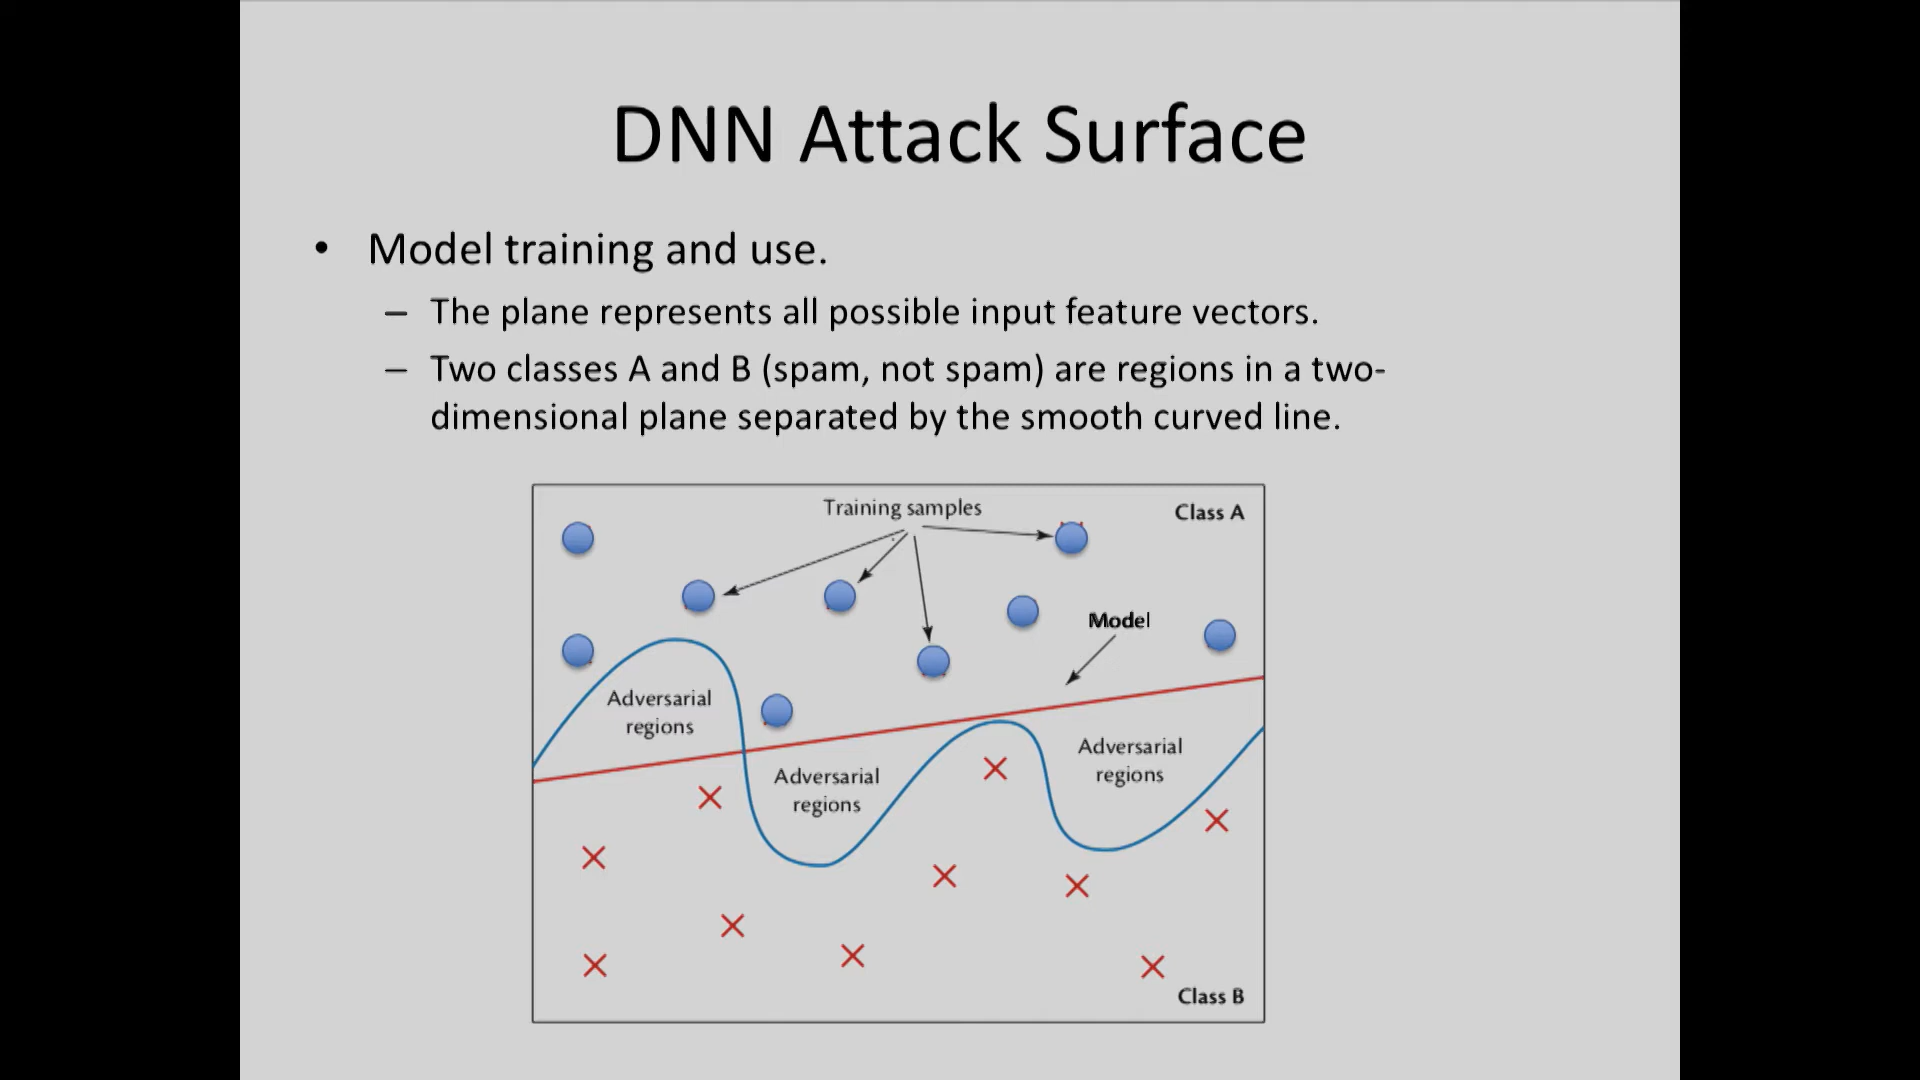 DNN Attack Surface
• Model training and use.
– The plane represents all possible input feature vectors.
– Two classes A and B (spam, not spam) are regions in a two-
dimensional plane separated by the smooth curved line.
Training samples
Class A
Model
Adversarial
regions
Adversarial
regions
Adversarial
regions
Class B